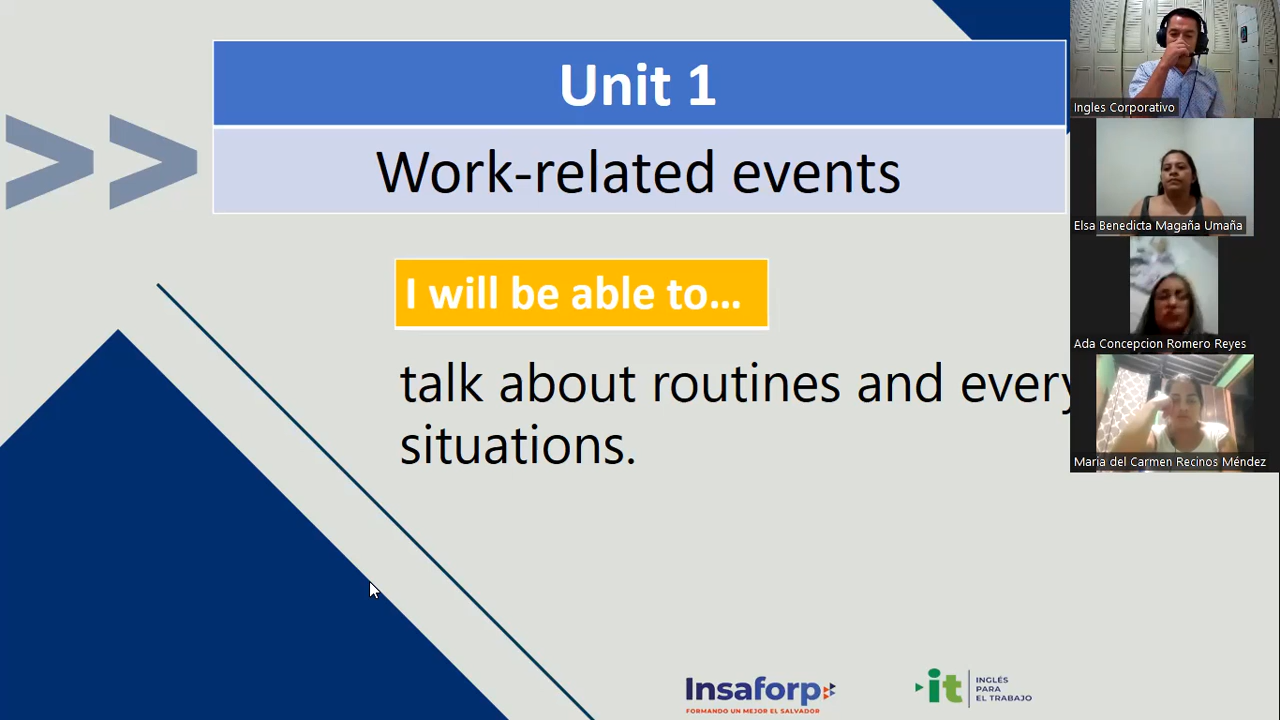 Unit 1
Work-related events
I will be able to...
talk about routines and every
situations.
Insaforp
FORMANDO UN MEJOR EL SALVADOR
it
INGLÉS
PARA
EL TRABAJO
Ingles Corporativo
Elsa Benedicta Magaña Umaña
Ada Concepcion Romero Reyes
Maria del Carmen Recinos Méndez